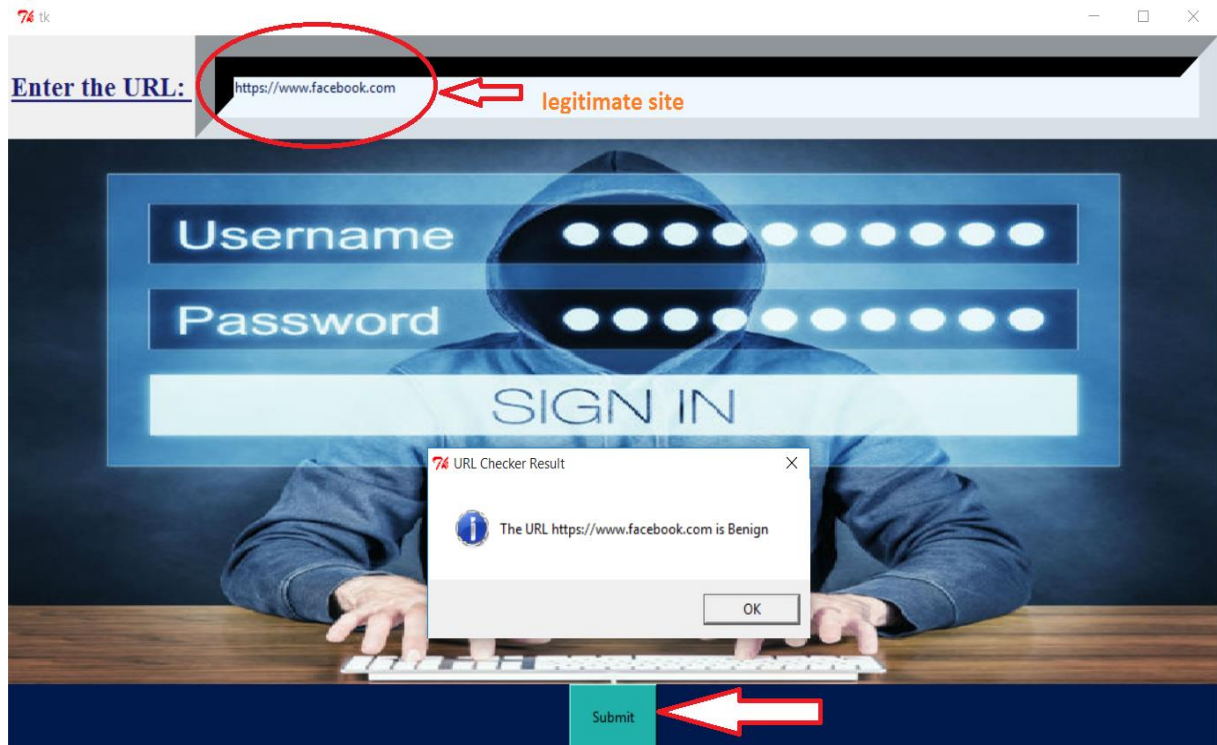 tk
Enter the URL:
https://www.facebook.com
legitimate site
Username
Password
SIGN IN
URL Checker Result
The URL https://www.facebook.com is Benign
OK
Submit